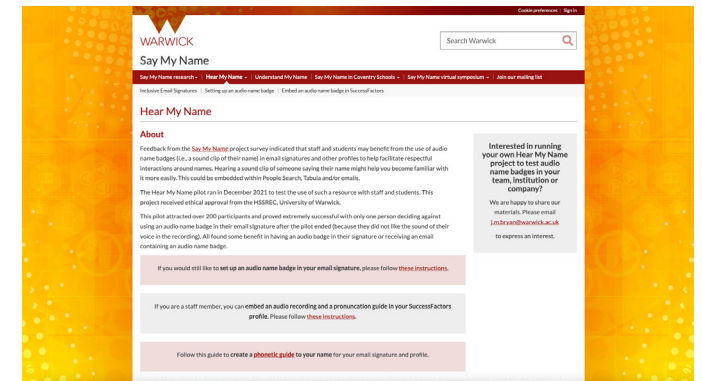 Cookie preferences | Sign in
WARWICK
Search Warwick
Say My Name
Say My Name research | Hear My Name | Understand My Name | Say My Name in Coventry Schools | Say My Name virtual symposium | Join our mailing list
Inclusive Email Signatures | Setting up an audio name badge | Embed an audio name badge in SuccessFactors
Hear My Name
About
Feedback from the Say My Name project survey indicated that staff and students may benefit from the use of audio
name badges (i.e., a sound clip of their name) in email signatures and other profiles to help facilitate respectful
interactions around names. Hearing a sound clip of someone saying their name might help you become familiar with
it more easily. This could be embedded within People Search, Tabula and/or emails.
The Hear My Name pilot ran in December 2021 to test the use of such a resource with staff and students. This
project received ethical approval from the HSSREC, University of Warwick.
This pilot attracted over 200 participants and proved extremely successful with only one person deciding against
using an audio name badge in their email signature after the pilot ended (because they did not like the sound of their
voice in the recording). All found some benefit in having an audio badge in their signature or receiving an email
containing an audio name badge.
If you would still like to set up an audio name badge in your email signature, please follow these instructions.
If you are a staff member, you can embed an audio recording and a pronuncation guide in your SuccessFactors
profile. Please follow these instructions.
Follow this guide to create a phonetic guide to your name for your email signature and profile.
Interested in running
your own Hear My Name
project to test audio
name badges in your
team, institution or
company?
We are happy to share our
materials. Please email
j.m.bryan@warwick.ac.uk
to express an interest.